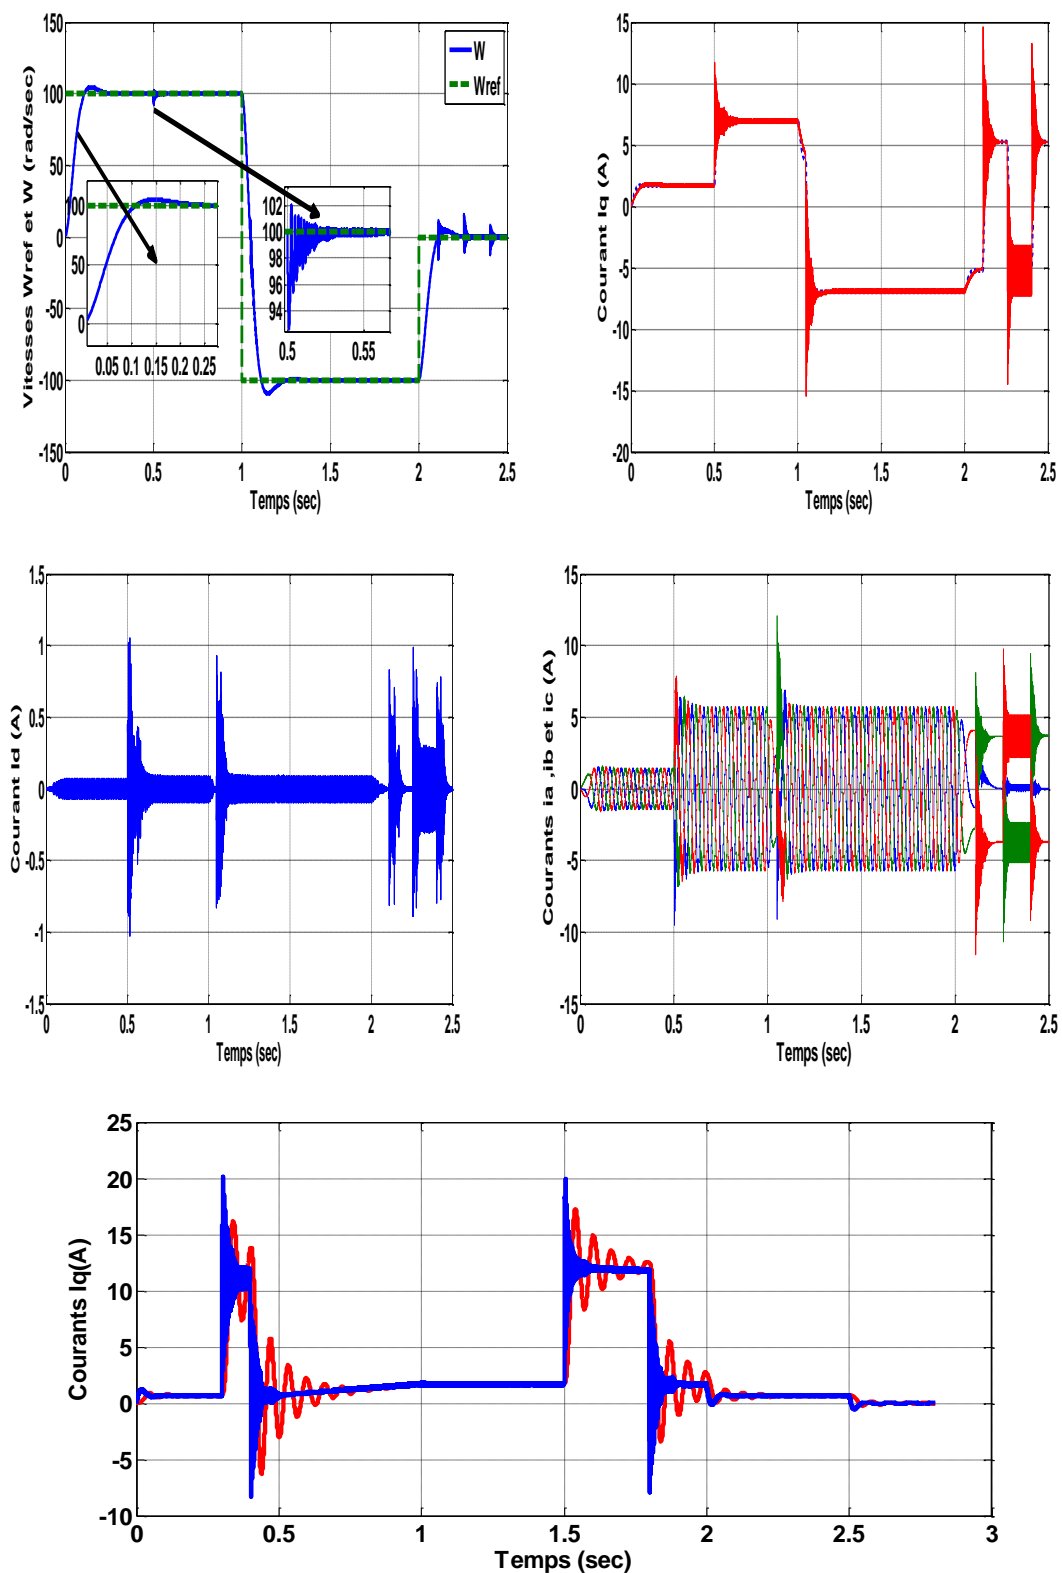 150
100
50
0
-50
-100
-150
0 0.5 1 1.5 2 2.5
Vitesses Wref et W (rad/sec)
Temps (sec)
W
Wref
100
50
0
0.05 0.1 0.15 0.2 0.25
102
100
98
96
94
0.5 0.55
15
10
5
0
-5
-10
-15
-20
0 0.5 1 1.5 2 2.5
Courant Iq (A)
Temps (sec)
1.5
1
0.5
0
-0.5
-1
-1.5
0 0.5 1 1.5 2 2.5
Courant Id (A)
Temps (sec)
15
10
5
0
-5
-10
-15
0 0.5 1 1.5 2 2.5
Courants ia ,ib et ic (A)
Temps (sec)
25
20
15
10
5
0
-5
-10
0 0.5 1 1.5 2 2.5 3
Courants Iq(A)
Temps (sec)